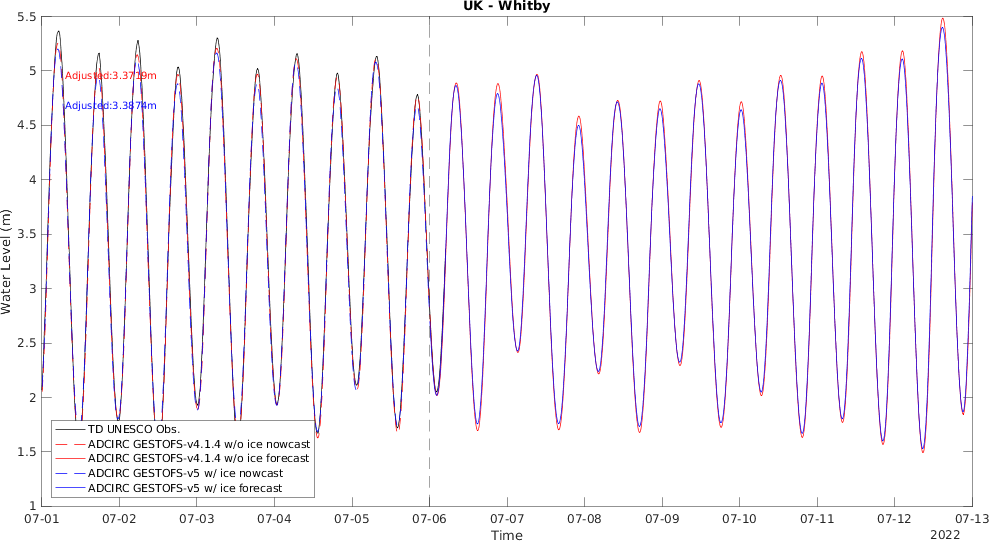 UK - Whitby
5.5
5
4.5
4
3.5
3
2.5
2
1.5
1
Water Level (m)
Adjusted:3.3719m
Adjusted:3.3874m
TD UNESCO Obs.
ADCIRC GESTOFS-v4.1.4 w/o ice nowcast
ADCIRC GESTOFS-v4.1.4 w/o ice forecast
ADCIRC GESTOFS-v5 w/ ice nowcast
ADCIRC GESTOFS-v5 w/ ice forecast
07-01 07-02 07-03 07-04 07-05 07-06 07-07 07-08 07-09 07-10 07-11 07-12 07-13
Time
2022